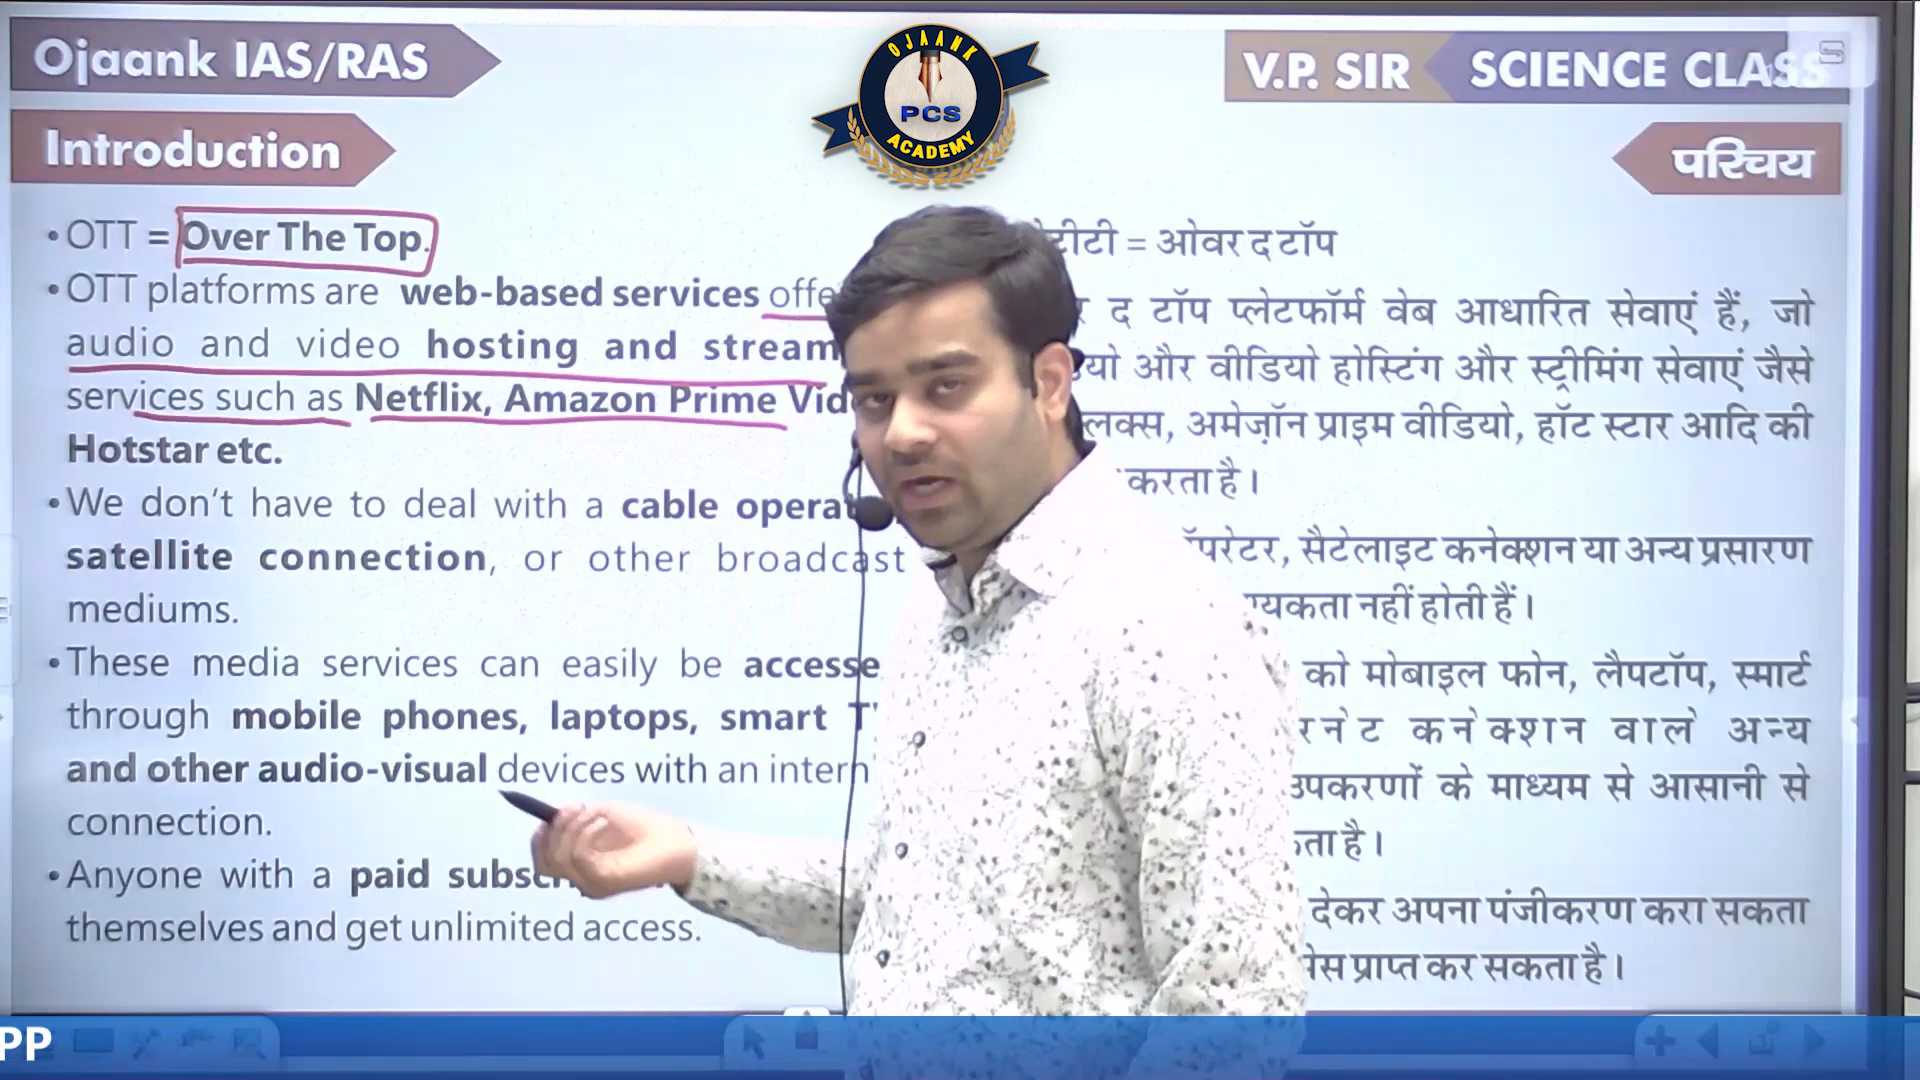 Ojaank IAS/RAS
OJAANK
PCS
ACADEMY
V.P. SIR
SCIENCE CLASS
Introduction
परिचय
• OTT = Over The Top.
• OTT platforms are web-based services
audio and video hosting and
services such as Netflix, Amazon Prime
Hotstar etc.
• We don't have to deal with a cable
satellite connection, or other broadcast
mediums.
• These media services can easily be
through mobile phones, laptops, smart
and other audio-visual devices with an
connection.
• Anyone with a paid
themselves and get unlimited access.
= ओवर द टॉप
द टॉप प्लेटफॉर्म वेब आधारित सेवाएं हैं, जो
और वीडियो होस्टिंग और स्ट्रीमिंग सेवाएं जैसे
अमेज़ॉन प्राइम वीडियो, हॉट स्टार आदि की
करता है।
सैटेलाइट कनेक्शन या अन्य प्रसारण
नहीं होती हैं।
को मोबाइल फोन, लैपटॉप, स्मार्ट
कनेक्शन वाले अन्य
उपकरणों के माध्यम से आसानी से
है।
देकर अपना पंजीकरण करा सकता
प्राप्त कर सकता है।
PP